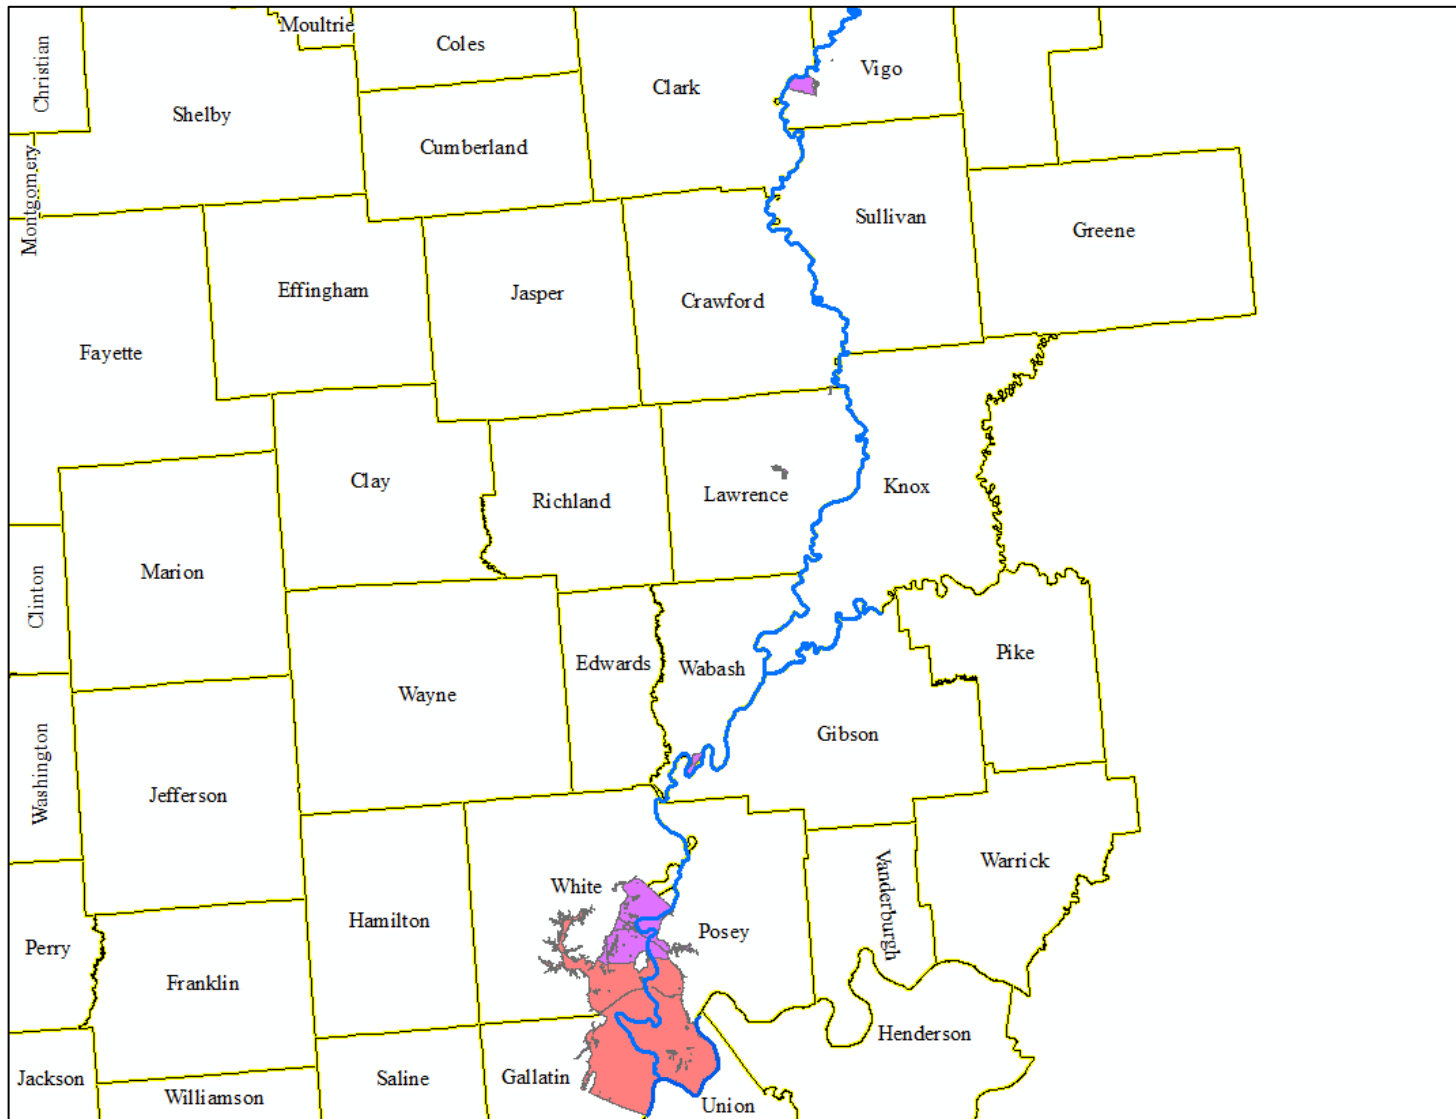 Moultrie
Coles
Christian
Vigo
Clark
Shelby
Cumberland
Montgomery
Sullivan
Greene
Effingham
Jasper
Crawford
Fayette
Clay
Richland
Lawrence
Knox
Marion
Clinton
Pike
Edwards
Wabash
Wayne
Gibson
Washington
Jefferson
Warrick
White
Vanderburgh
Hamilton
Posey
Perry
Franklin
Henderson
Jackson
Saline
Gallatin
Williamson
Union